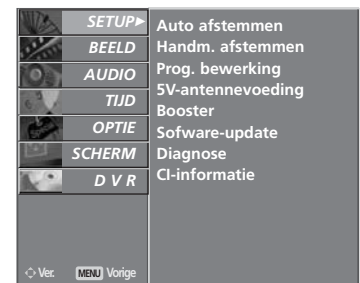 SETUP►
BEELD
AUDIO
TIJD
OPTIE
SCHERM
D V R
Auto afstemmen
Handm. afstemmen
Prog. bewerking
5V-antennevoeding
Booster
Sofware-update
Diagnose
CI-informatie
Ver. MENU Vorige